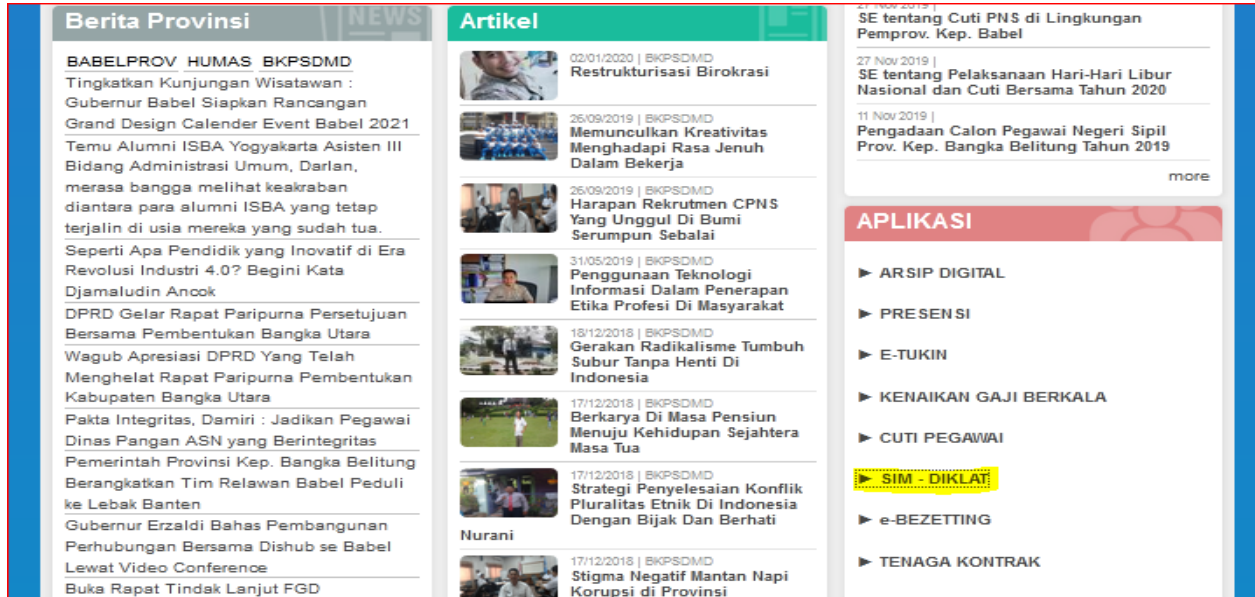 Berita Provinsi
NEWS
BABELPROV HUMAS BKPSDMD
Tingkatkan Kunjungan Wisatawan :
Gubernur Babel Siapkan Rancangan
Grand Design Calender Event Babel 2021
Temu Alumni ISBA Yogyakarta Asisten III
Bidang Administrasi Umum, Darlan,
merasa bangga melihat keakraban
diantara para alumni ISBA yang tetap
terjalin di usia mereka yang sudah tua.
Seperti Apa Pendidik yang Inovatif di Era
Revolusi Industri 4.0? Begini Kata
Djamaludin Ancok
DPRD Gelar Rapat Paripurna Persetujuan
Bersama Pembentukan Bangka Utara
Wagub Apresiasi DPRD Yang Telah
Menghelat Rapat Paripurna Pembentukan
Kabupaten Bangka Utara
Pakta Integritas, Damiri : Jadikan Pegawai
Dinas Pangan ASN yang Berintegritas
Pemerintah Provinsi Kep. Bangka Belitung
Berangkatkan Tim Relawan Babel Peduli
ke Lebak Banten
Gubernur Erzaldi Bahas Pembangunan
Perhubungan Bersama Dishub se Babel
Lewat Video Conference
Buka Rapat Tindak Lanjut FGD
Artikel
02/01/2020 | BKPSDMD
Restrukturisasi Birokrasi
26/09/2019 | BKPSDMD
Memunculkan Kreativitas
Menghadapi Rasa Jenuh
Dalam Bekerja
26/09/2019 | BKPSDMD
Harapan Rekrutmen CPNS
Yang Unggul Di Bumi
Serumpun Sebalai
31/05/2019 | BKPSDMD
Penggunaan Teknologi
Informasi Dalam Penerapan
Etika Profesi Di Masyarakat
18/12/2018 | BKPSDMD
Gerakan Radikalisme Tumbuh
Subur Tanpa Henti Di
Indonesia
17/12/2018 | BKPSDMD
Berkarya Di Masa Pensiun
Menuju Kehidupan Sejahtera
Masa Tua
17/12/2018 | BKPSDMD
Strategi Penyelesaian Konflik
Pluralitas Etnik Di Indonesia
Dengan Bijak Dan Berhati
Nurani
17/12/2018 | BKPSDMD
Stigma Negatif Mantan Napi
Korupsi di Provinsi
27 Nov 2019 |
SE tentang Cuti PNS di Lingkungan
Pemprov. Kep. Babel
27 Nov 2019 |
SE tentang Pelaksanaan Hari-Hari Libur
Nasional dan Cuti Bersama Tahun 2020
11 Nov 2019 |
Pengadaan Calon Pegawai Negeri Sipil
Prov. Kep. Bangka Belitung Tahun 2019
more
APLIKASI
► ARSIP DIGITAL
► PRESENSI
► E-TUKIN
► KENAIKAN GAJI BERKALA
► CUTI PEGAWAI
► SIM - DIKLAT
► e-BEZETTING
► TENAGA KONTRAK